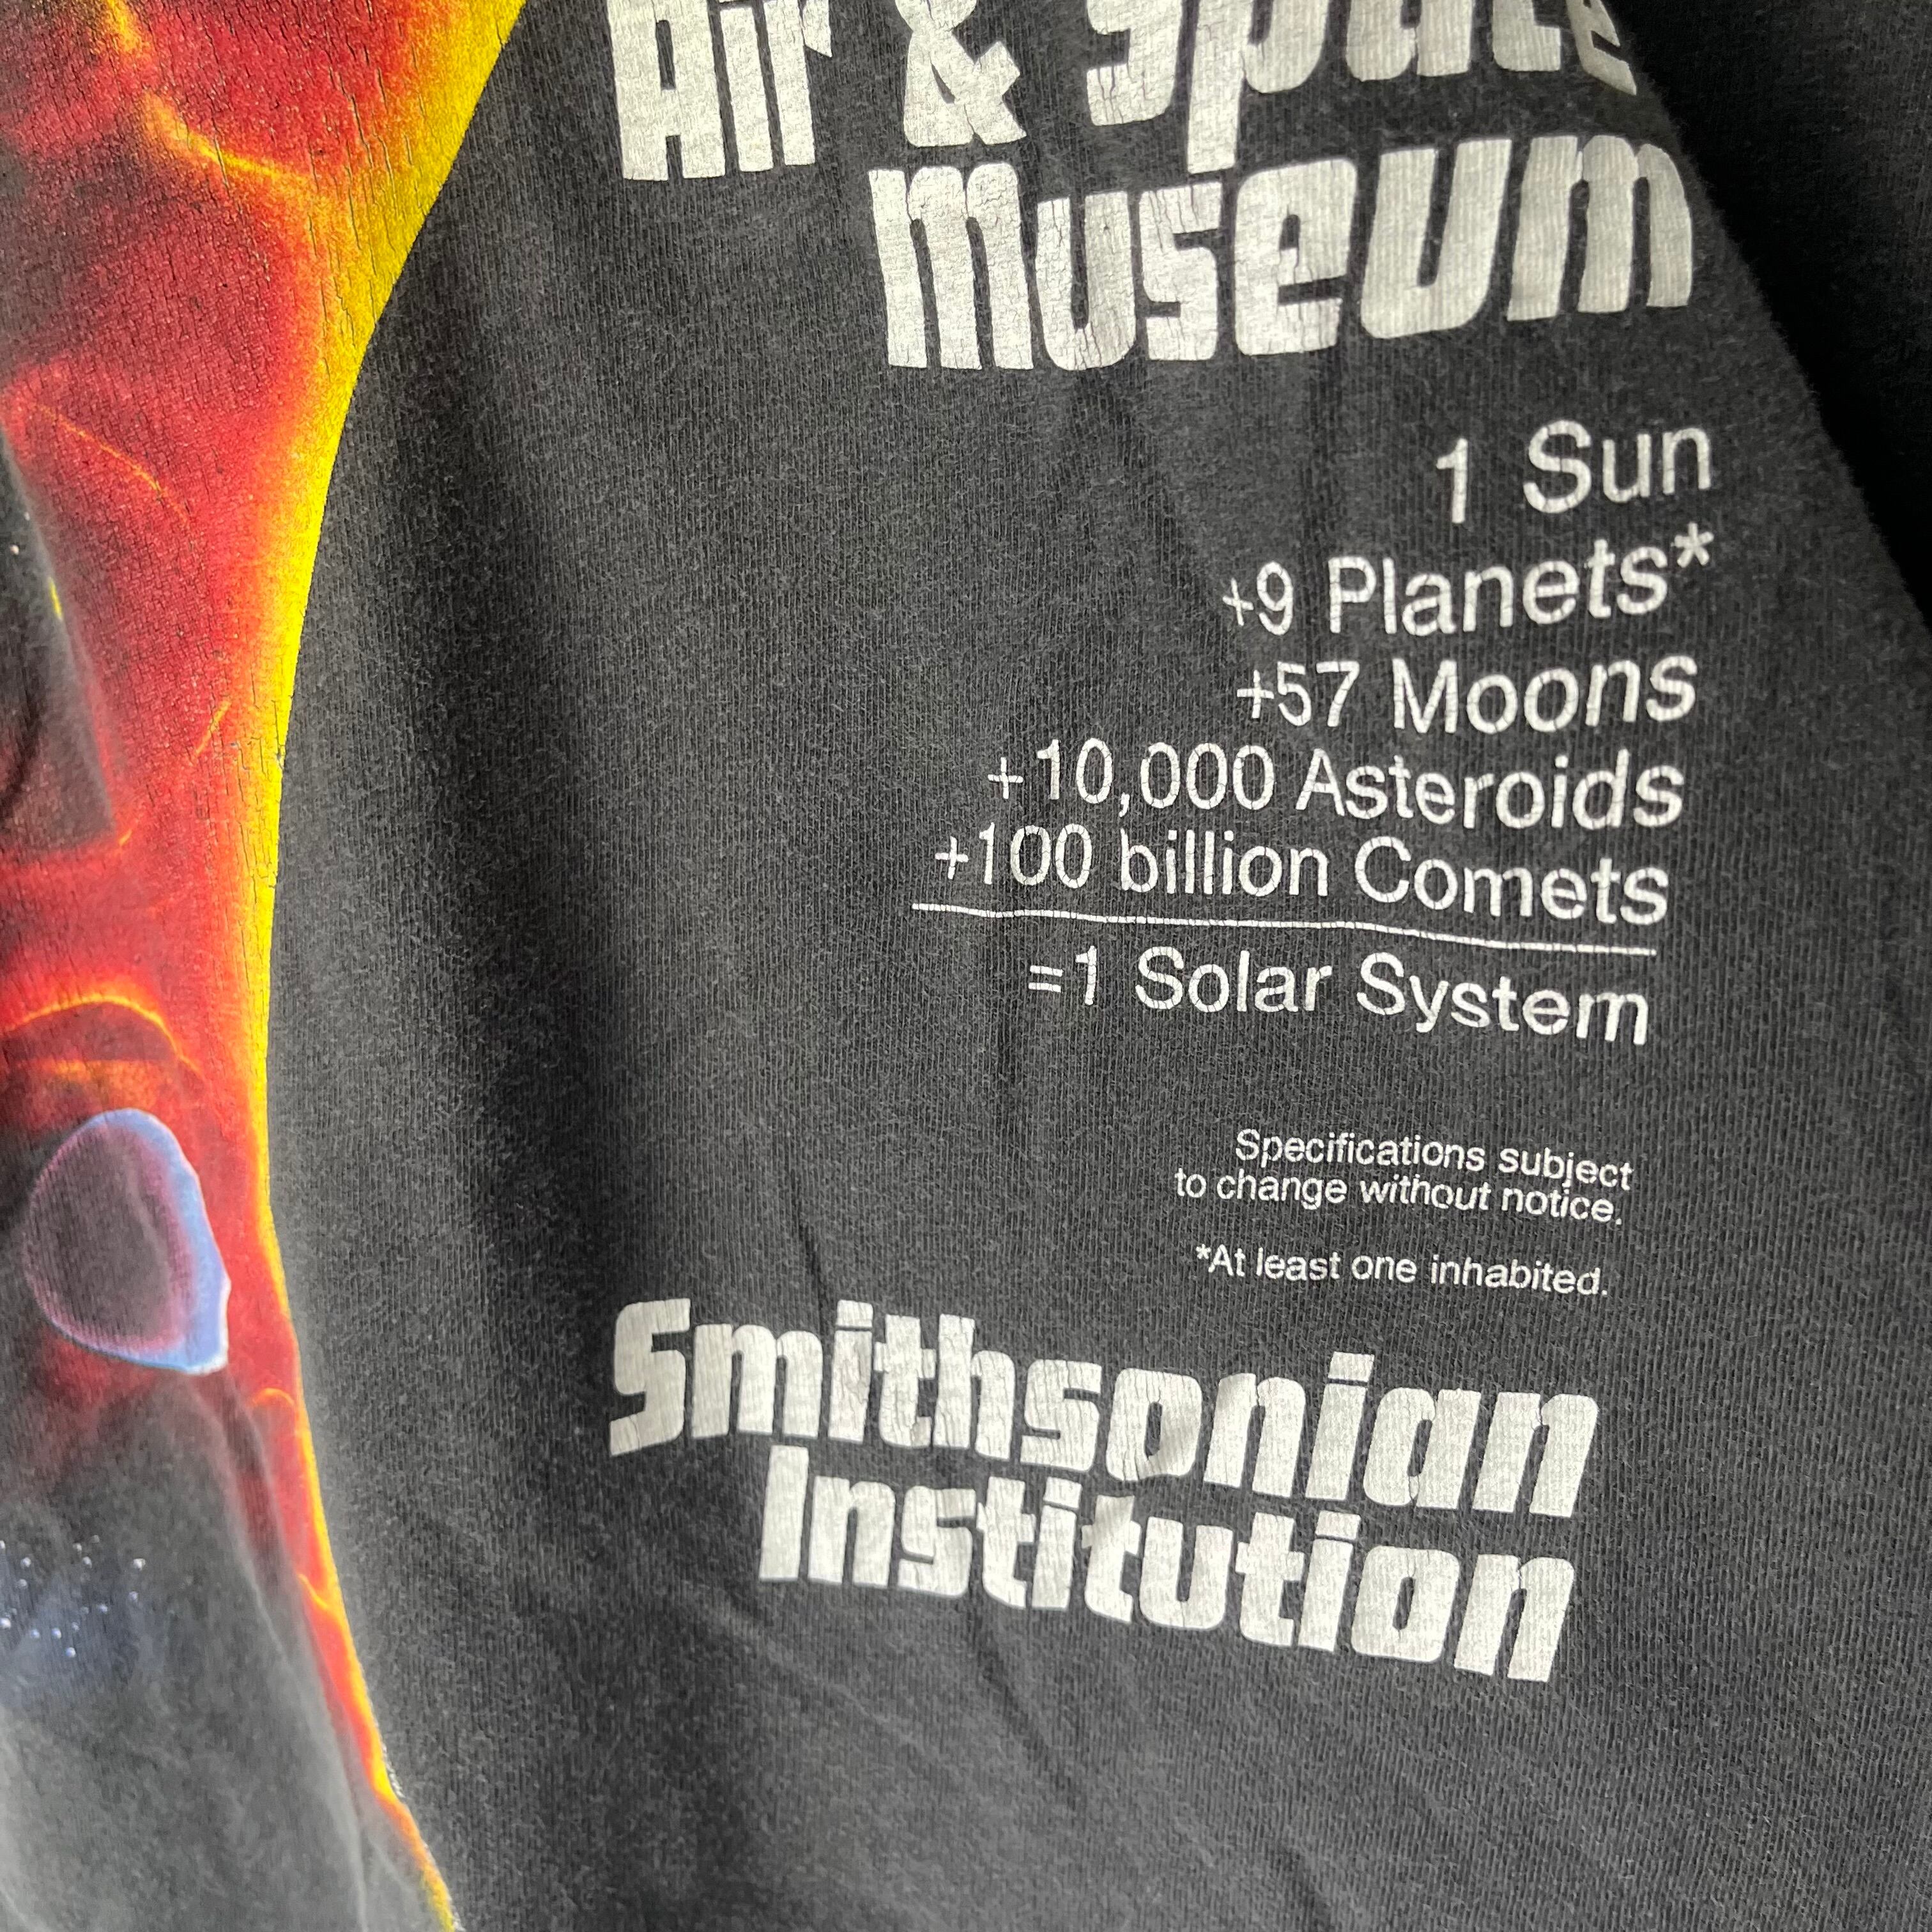 Air & Space
Museum
1 Sun
+9 Planets*
+57 Moons
+10,000 Asteroids
+100 billion Comets
=1 Solar System
Specifications subject
to change without notice.
*At least one inhabited.
Smithsonian
Institution